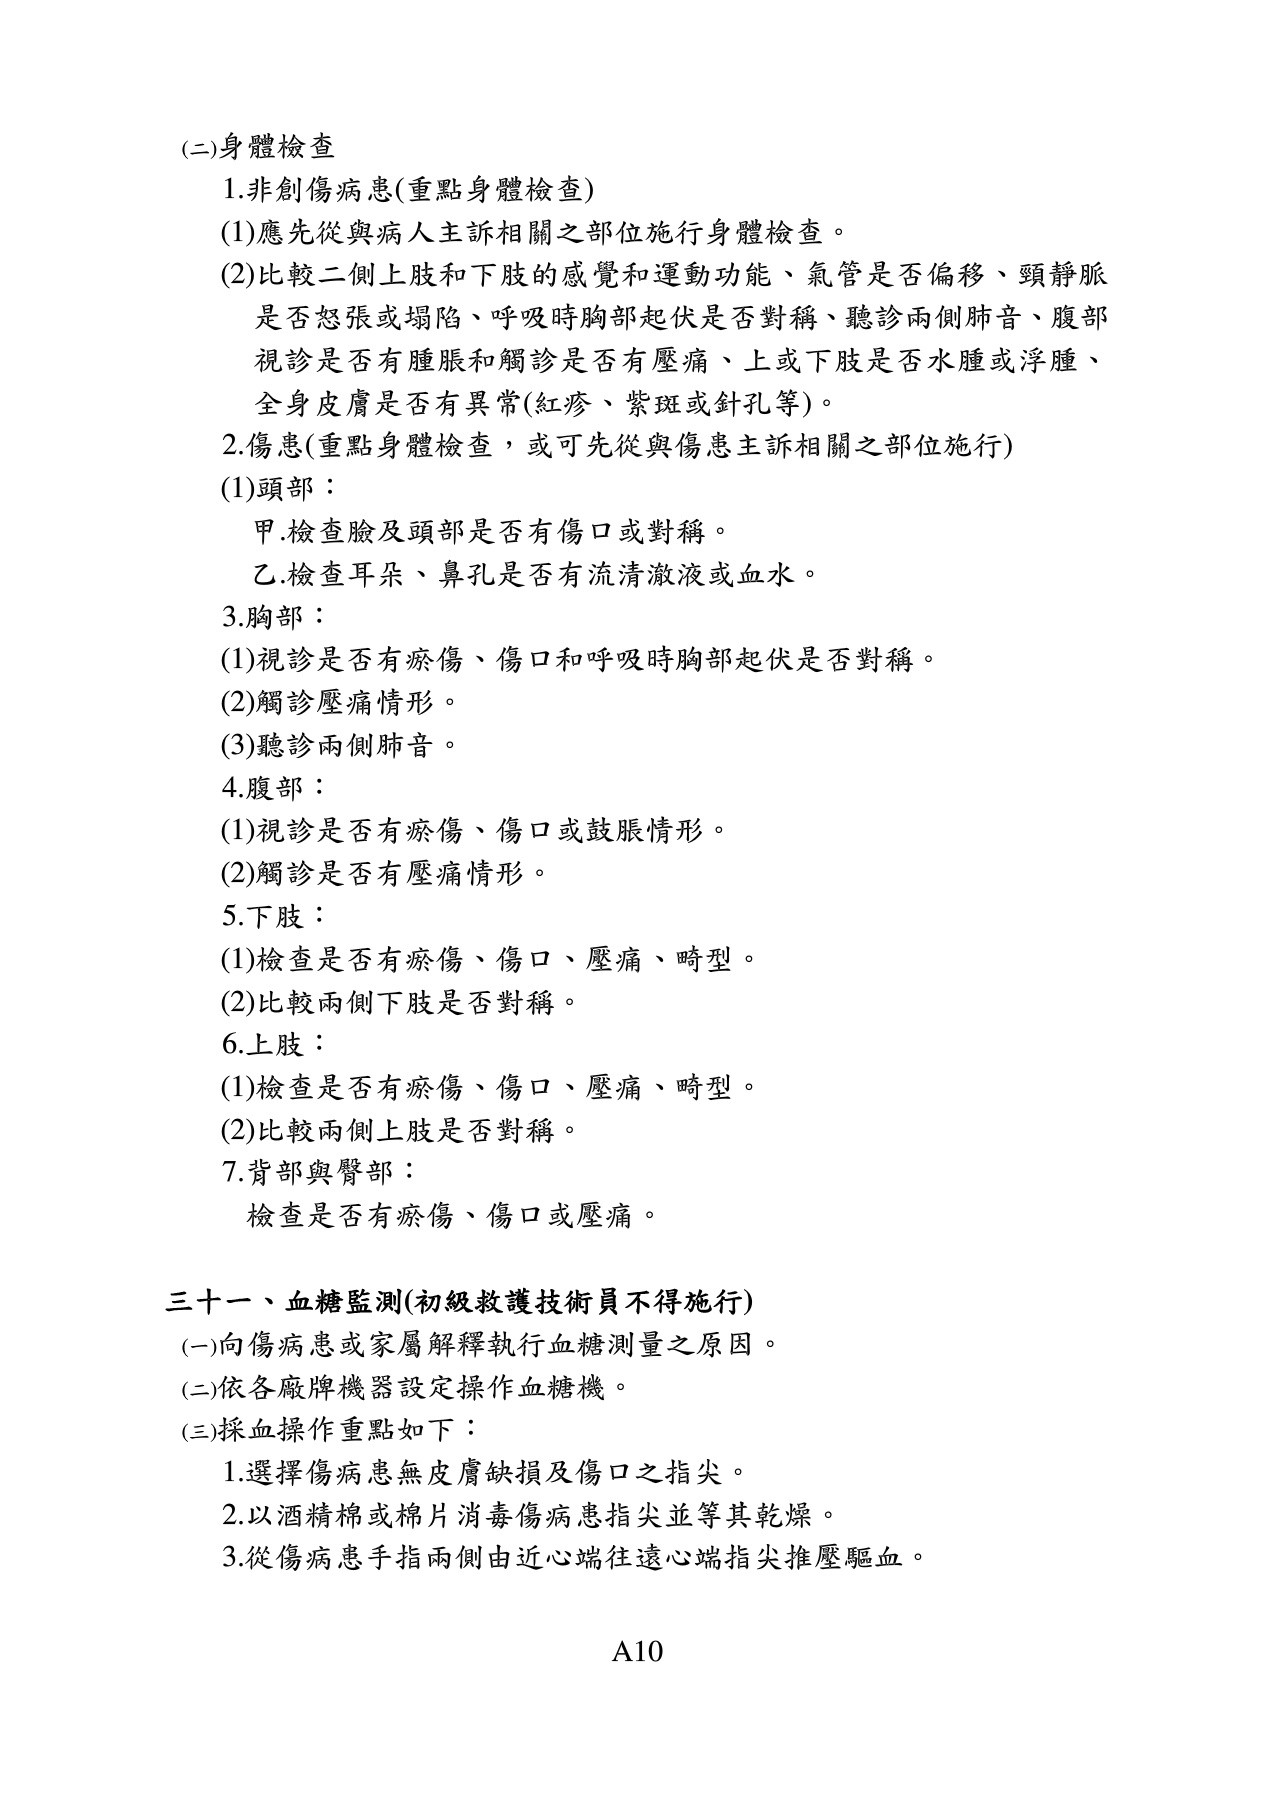 (二)身體檢查
1.非創傷病患(重點身體檢查)
(1)應先從與病人主訴相關之部位施行身體檢查。
(2)比較二側上肢和下肢的感覺和運動功能、氣管是否偏移、頸靜脈
是否怒張或塌陷、呼吸時胸部起伏是否對稱、聽診兩側肺音、腹部
視診是否有腫脹和觸診是否有壓痛、上或下肢是否水腫或浮腫、
全身皮膚是否有異常(紅疹、紫斑或針孔等)。
2.傷患(重點身體檢查，或可先從與傷患主訴相關之部位施行)
(1)頭部：
甲.檢查臉及頭部是否有傷口或對稱。
乙.檢查耳朵、鼻孔是否有流清澈液或血水。
3.胸部：
(1)視診是否有瘀傷、傷口和呼吸時胸部起伏是否對稱。
(2)觸診壓痛情形。
(3)聽診兩側肺音。
4.腹部：
(1)視診是否有瘀傷、傷口或鼓脹情形。
(2)觸診是否有壓痛情形。
5.下肢：
(1)檢查是否有瘀傷、傷口、壓痛、畸型。
(2)比較兩側下肢是否對稱。
6.上肢：
(1)檢查是否有瘀傷、傷口、壓痛、畸型。
(2)比較兩側上肢是否對稱。
7.背部與臀部：
檢查是否有瘀傷、傷口或壓痛。
三十一、血糖監測(初級救護技術員不得施行)
(一)向傷病患或家屬解釋執行血糖測量之原因。
(二)依各廠牌機器設定操作血糖機。
(三)採血操作重點如下：
1.選擇傷病患無皮膚缺損及傷口之指尖。
2.以酒精棉或棉片消毒傷病患指尖並等其乾燥。
3.從傷病患手指兩側由近心端往遠心端指尖推壓驅血。
A10